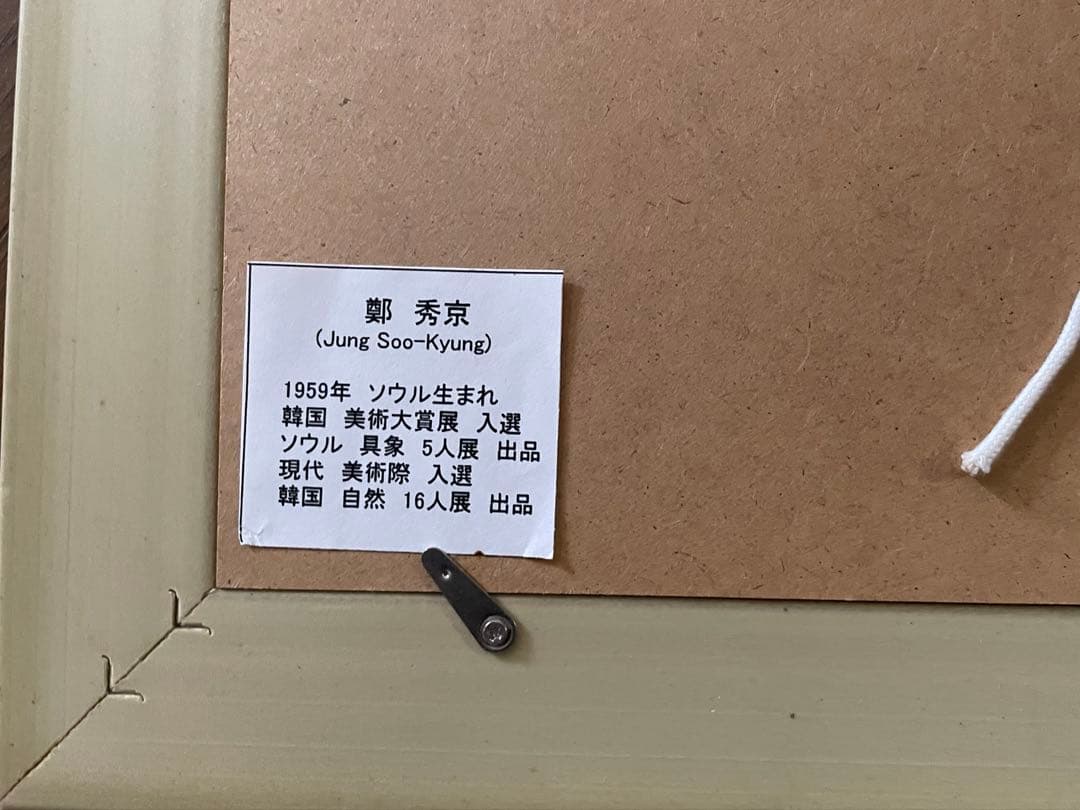 鄭 秀京
(Jung Soo-Kyung)
1959年 ソウル生まれ
韓国 美術大賞展 入選
ソウル 具象 5人展 出品
現代 美術際 入選
韓国 自然 16人展 出品